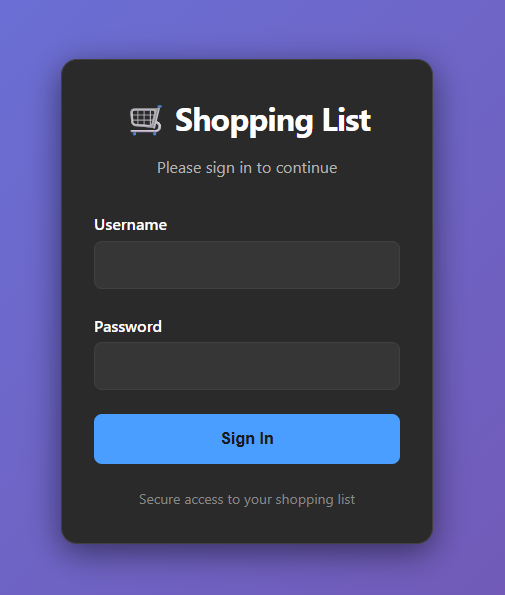 Shopping List
Please sign in to continue
Username
Password
Sign In
Secure access to your shopping list